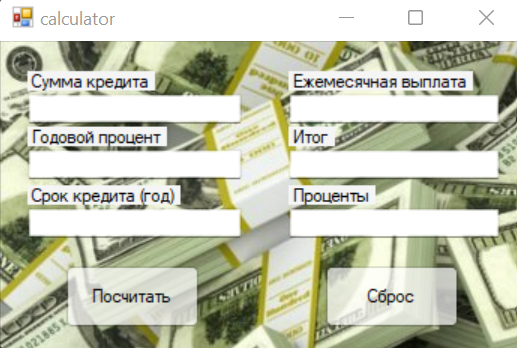 calculator
Сумма кредита
Ежемесячная выплата
Годовой процент
Итог
Срок кредита (год)
Проценты
Посчитать
Сброс